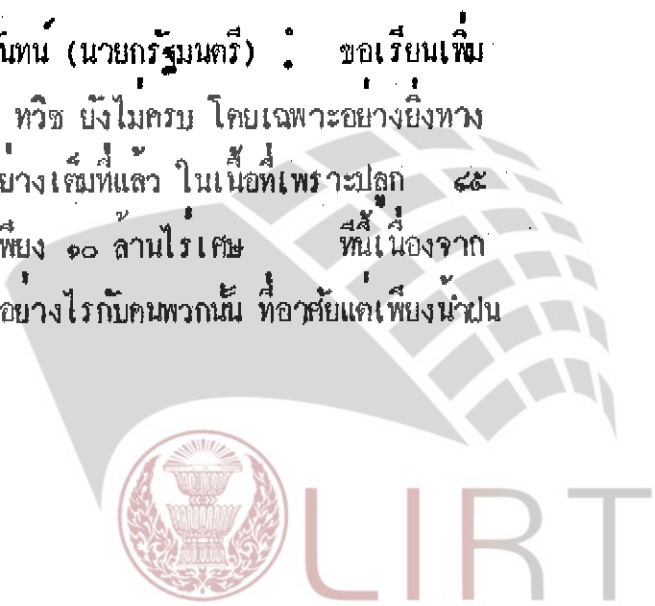 นันทน์ (นายกรัฐมนตรี) : ขอเรียนเพิ่ม
ทวิช ยังไม่ครบ โดยเฉพาะอย่างยิ่งทาง
ย่างเต็มที่แล้ว ในเนื้อที่เพราะปลูก ๘๕
พียง ๑๐ ล้านไร่เศษ ทีนี้เนื่องจาก
อย่างไรกับคนพวกนั้น ที่อาศัยแต่เพียงน้ำฝน
LIRT